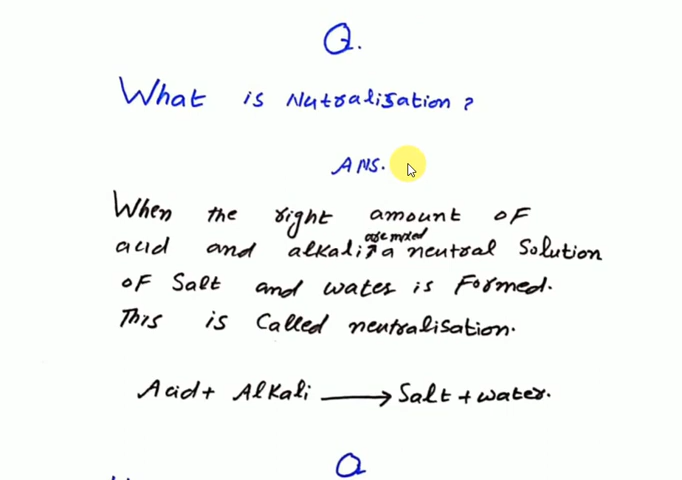 Q.
What is Nutralisation?
ANS.
When the right amount of
are mixed
acid and alkali a neutral Solution
of Salt and water is Formed.
This is Called neutralisation.
Acid + Alkali → Salt + water.
Q